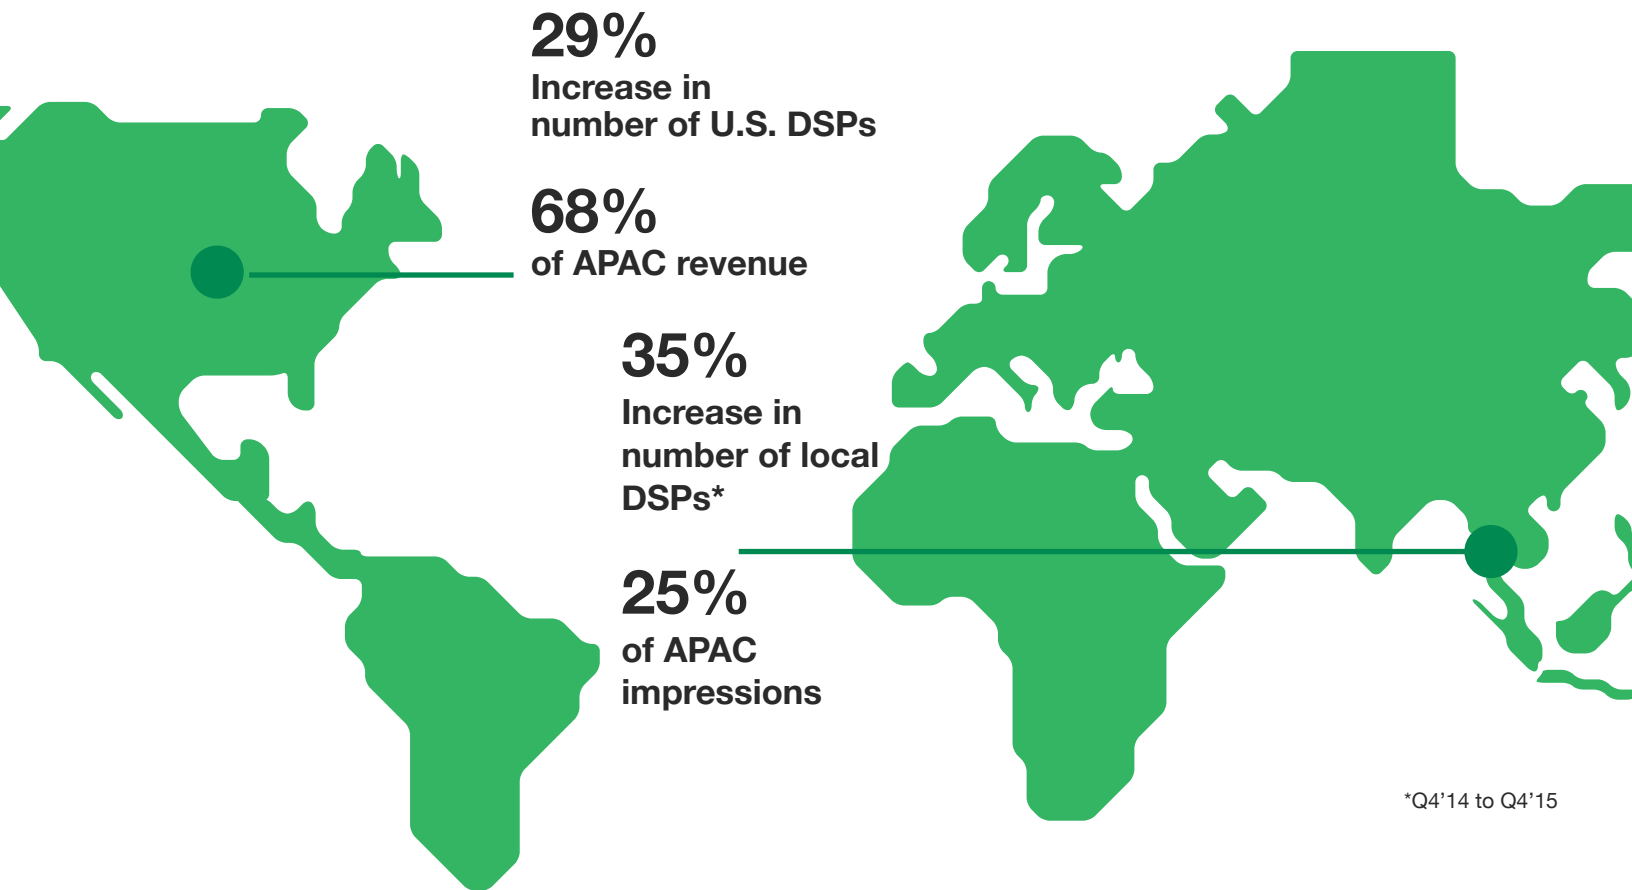 29%
Increase in
number of U.S. DSPs
68%
of APAC revenue
35%
Increase in
number of local
DSPs*
25%
of APAC
impressions
*Q4’14 to Q4’15